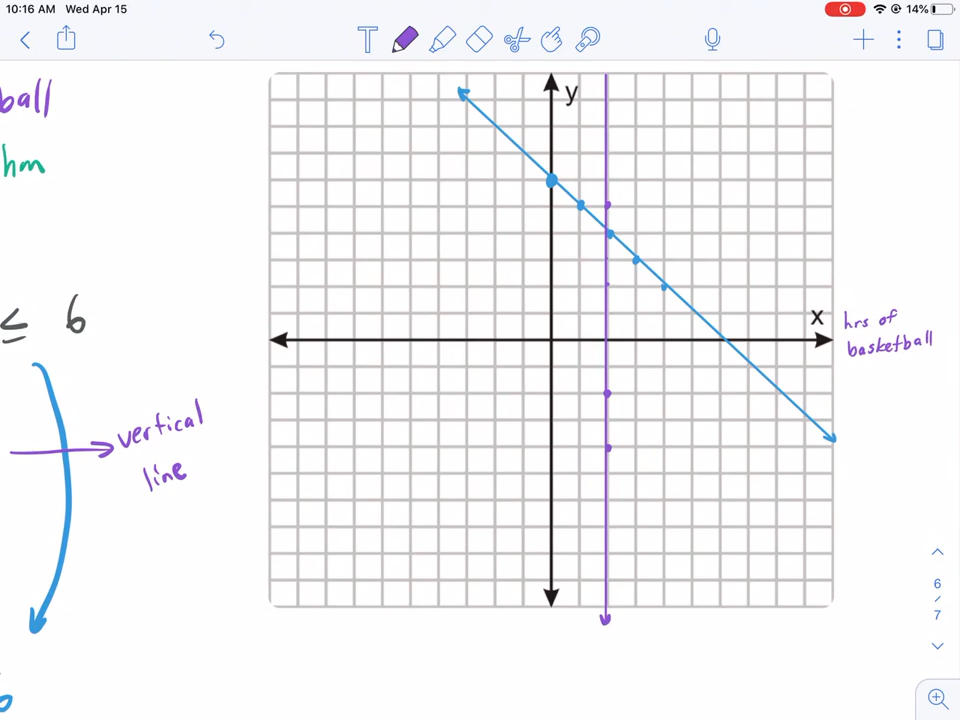 10:16 AM Wed Apr 15
14%
T
ball
hm
≤ 6
vertical
line
y
x
hrs of
basketball
6
/
7